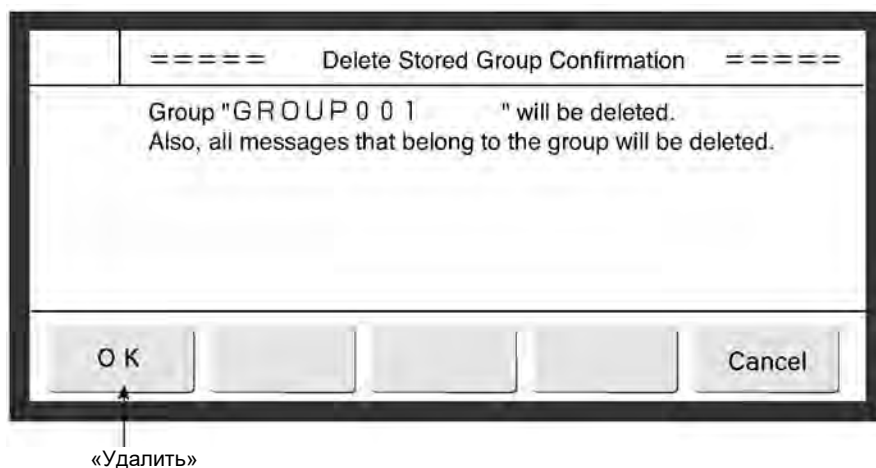 ===== Delete Stored Group Confirmation =====
Group "GROUP001 " will be deleted.
Also, all messages that belong to the group will be deleted.
OK Cancel
«Удалить»